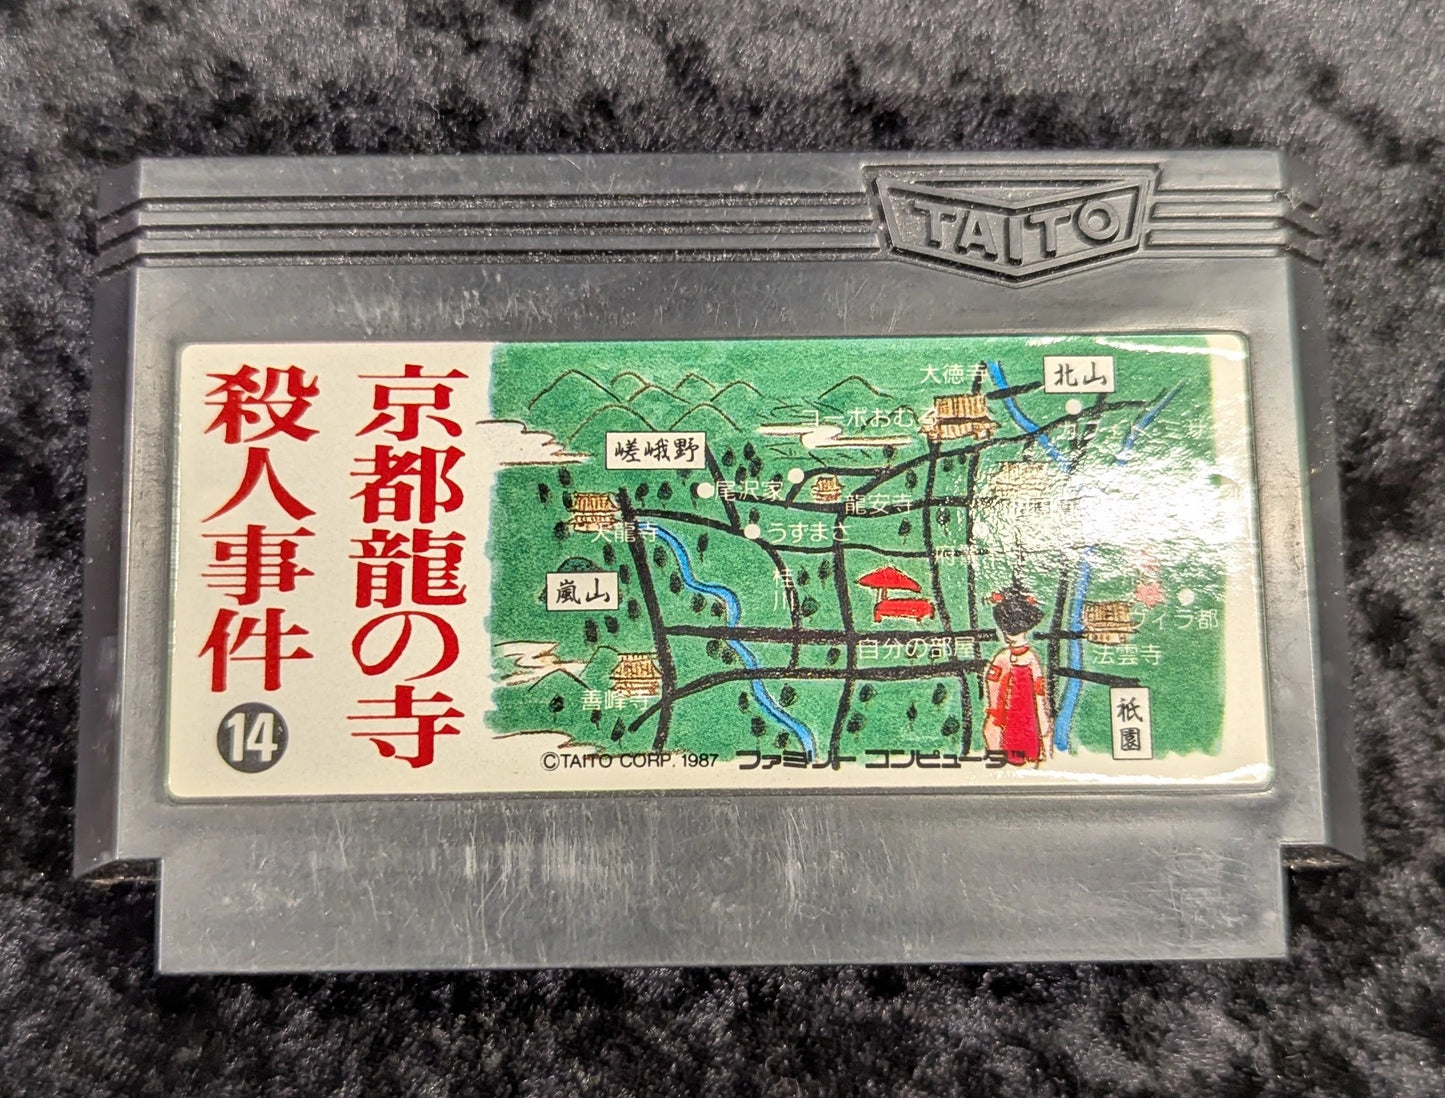 TAITO
京都龍の寺
殺人事件
14
大徳寺
北山
コーポおむろ
嵯峨野
尾沢家
龍安寺
天龍寺
うずまさ
桂川
嵐山
ヴィラ都
自分の部屋
法雲寺
善峰寺
祇園
©TAITO CORP. 1987
ファミリーコンピュータ™